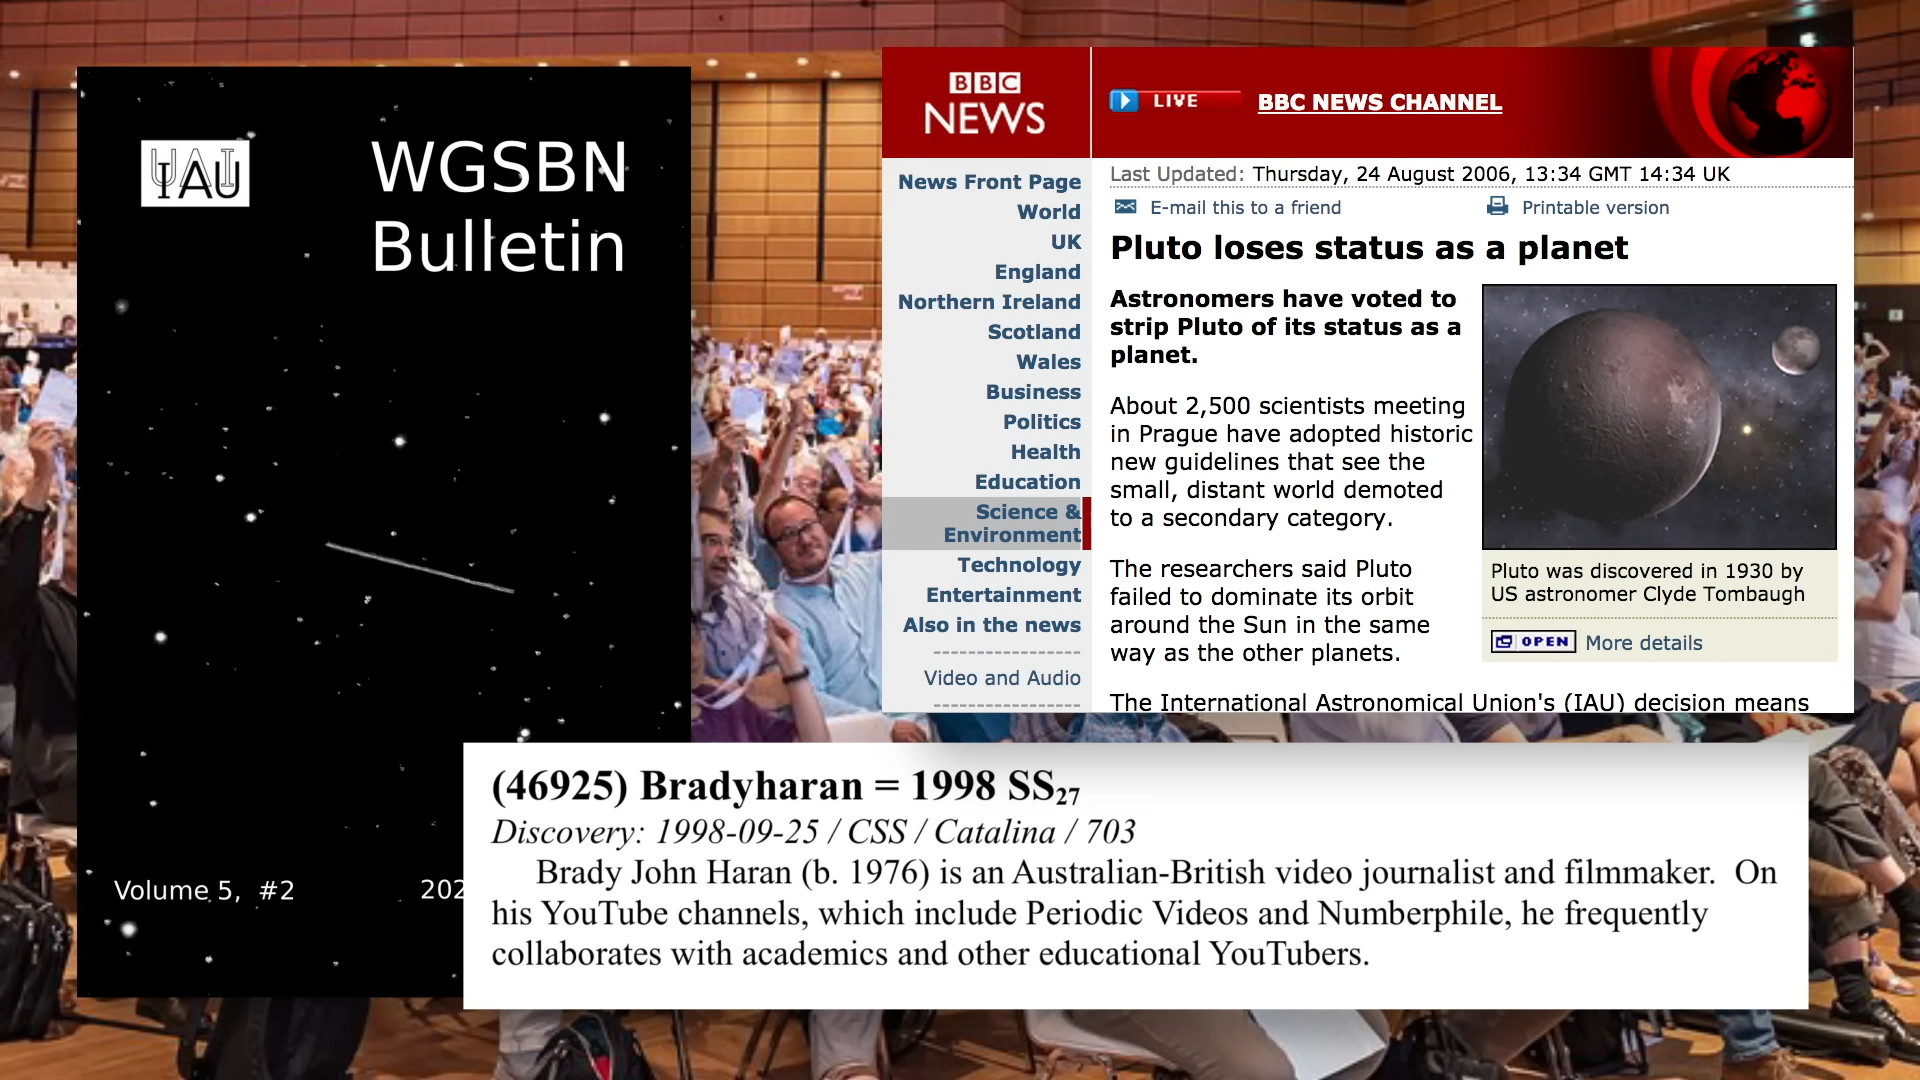 IAU
WGSBN
Bulletin
Volume 5, #2
202
BBC
NEWS
LIVE
BBC NEWS CHANNEL
Last Updated: Thursday, 24 August 2006, 13:34 GMT 14:34 UK
E-mail this to a friend
Printable version
News Front Page
World
UK
England
Northern Ireland
Scotland
Wales
Business
Politics
Health
Education
Science &
Environment
Technology
Entertainment
Also in the news
Video and Audio
Pluto loses status as a planet
Astronomers have voted to
strip Pluto of its status as a
planet.
About 2,500 scientists meeting
in Prague have adopted historic
new guidelines that see the
small, distant world demoted
to a secondary category.
The researchers said Pluto
failed to dominate its orbit
around the Sun in the same
way as the other planets.
The International Astronomical Union's (IAU) decision means
Pluto was discovered in 1930 by
US astronomer Clyde Tombaugh
OPEN More details
(46925) Bradyharan = 1998 SS₂₇
Discovery: 1998-09-25 / CSS / Catalina / 703
Brady John Haran (b. 1976) is an Australian-British video journalist and filmmaker. On
his YouTube channels, which include Periodic Videos and Numberphile, he frequently
collaborates with academics and other educational YouTubers.